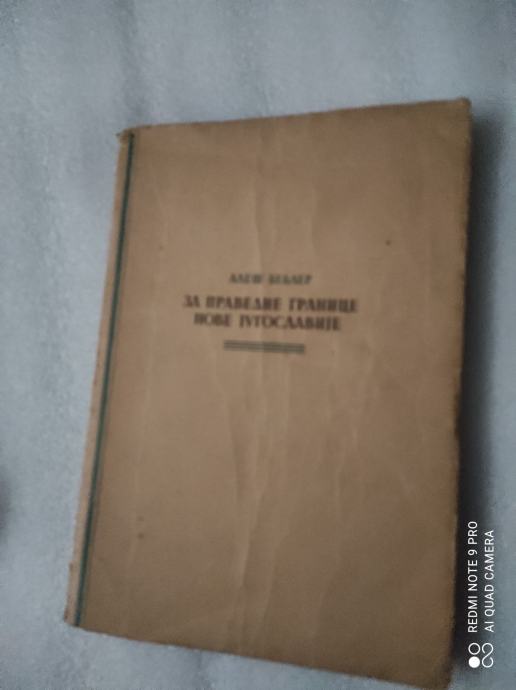 АЛЕШ БЕБЛЕР
ЗА ПРАВЕДНЕ ГРАНИЦЕ
НОВЕ ЈУГОСЛАВИЈЕ
REDMI NOTE 9 PRO
AI QUAD CAMERA